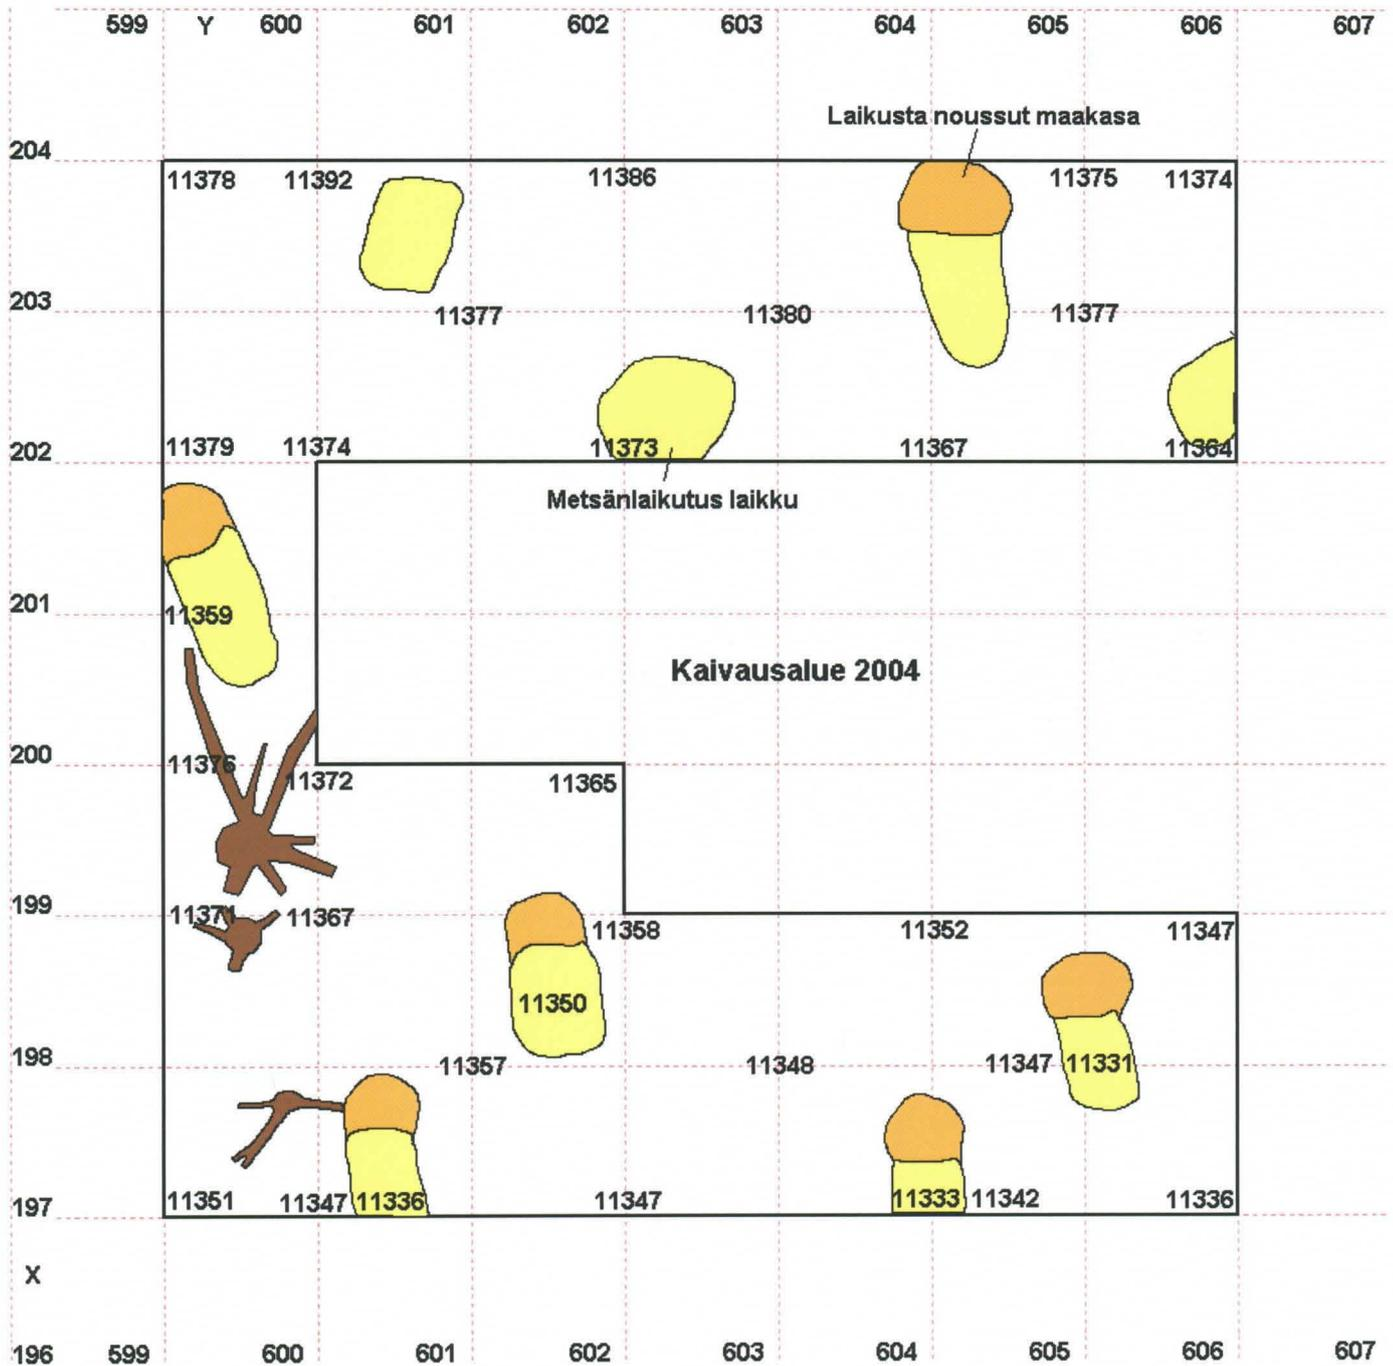 599 Y 600 601 602 603 604 605 606 607
Laikusta noussut maakasa
204
11378 11392 11386 11375 11374
203
11377 11380 11377
202
11379 11374 11373 11367 11364
Metsänlaikutus laikku
201
11359
Kaivausalue 2004
200
11376 11372 11365
199
11371 11367 11358 11352 11347
11350
198
11357 11348 11347 11331
197
11351 11347 11336 11347 11333 11342 11336
X
196 599 600 601 602 603 604 605 606 607